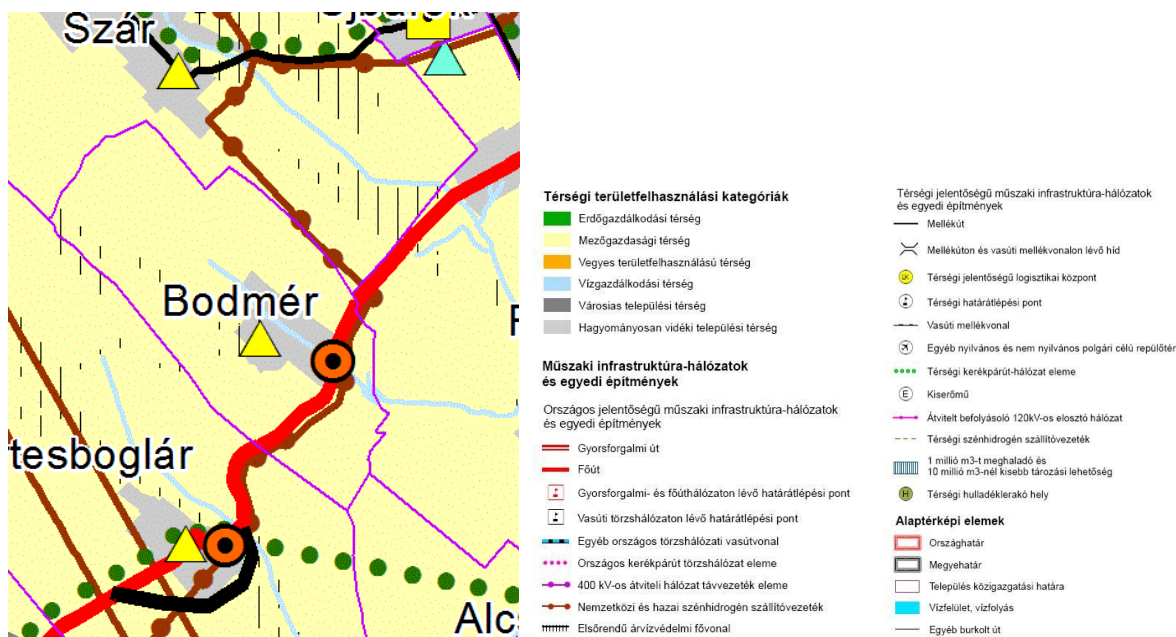 Szár
Bodmér
tesboglár
Alc
Térségi területfelhasználási kategóriák
Erdőgazdálkodási térség
Mezőgazdasági térség
Vegyes területfelhasználású térség
Vízgazdálkodási térség
Városias települési térség
Hagyományosan vidéki települési térség
Műszaki infrastruktúra-hálózatok
és egyedi építmények
Országos jelentőségű műszaki infrastruktúra-hálózatok
és egyedi építmények
Gyorsforgalmi út
Főút
Gyorsforgalmi- és főúthálózaton lévő határátlépési pont
Vasúti törzshálózaton lévő határátlépési pont
Egyéb országos törzshálózati vasútvonal
Országos kerékpárút törzshálózat eleme
400 kV-os átviteli hálózat távvezeték eleme
Nemzetközi és hazai szénhidrogén szállítóvezeték
Elsőrendű árvízvédelmi fővonal
Térségi jelentőségű műszaki infrastruktúra-hálózatok
és egyedi építmények
Mellékút
Mellékúton és vasúti mellékvonalon lévő híd
Térségi jelentőségű logisztikai központ
Térségi határátlépési pont
Vasúti mellékvonal
Egyéb nyilvános és nem nyilvános polgári célú repülőtér
Térségi kerékpárút-hálózat eleme
E Kiserőmű
Átvitelt befolyásoló 120kV-os elosztó hálózat
Térségi szénhidrogén szállítóvezeték
1 millió m3-t meghaladó és
10 millió m3-nél kisebb tározási lehetőség
H Térségi hulladéklerakó hely
Alaptérképi elemek
Országhatár
Megyehatár
Település közigazgatási határa
Vízfelület, vízfolyás
Egyéb burkolt út